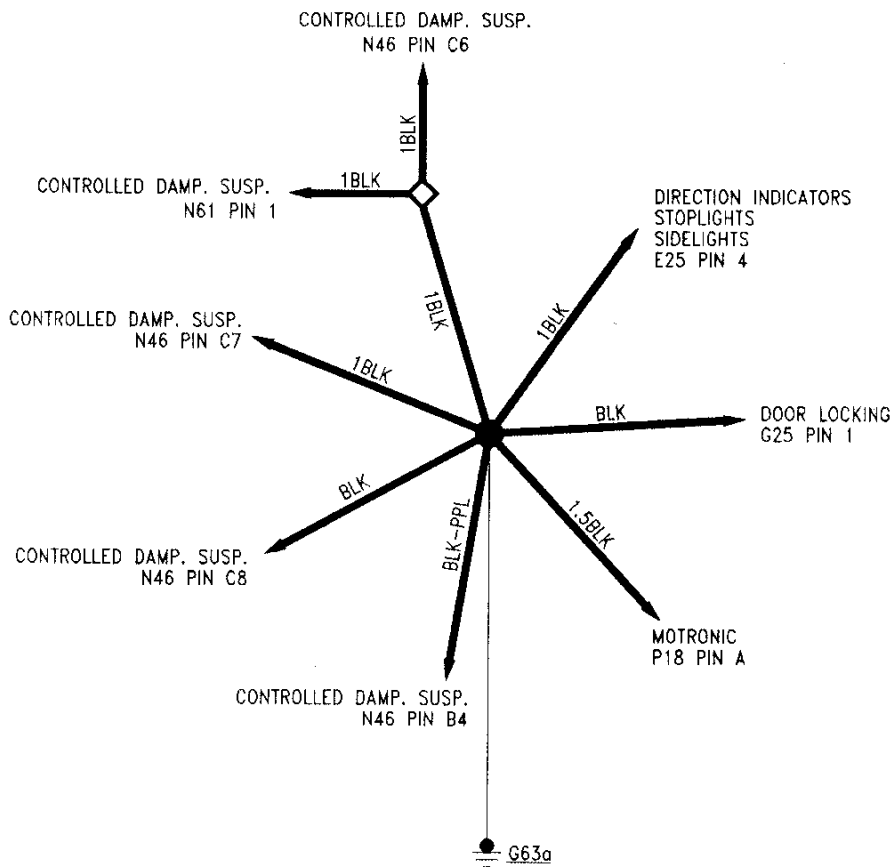 CONTROLLED DAMP. SUSP.
N46 PIN C6
1BLK
CONTROLLED DAMP. SUSP.
N61 PIN 1
1BLK
DIRECTION INDICATORS
STOPLIGHTS
SIDELIGHTS
E25 PIN 4
1BLK
1BLK
CONTROLLED DAMP. SUSP.
N46 PIN C7
1BLK
BLK
DOOR LOCKING
G25 PIN 1
BLK
CONTROLLED DAMP. SUSP.
N46 PIN C8
BLK-PPL
1.5BLK
MOTRONIC
P18 PIN A
CONTROLLED DAMP. SUSP.
N46 PIN B4
G63a